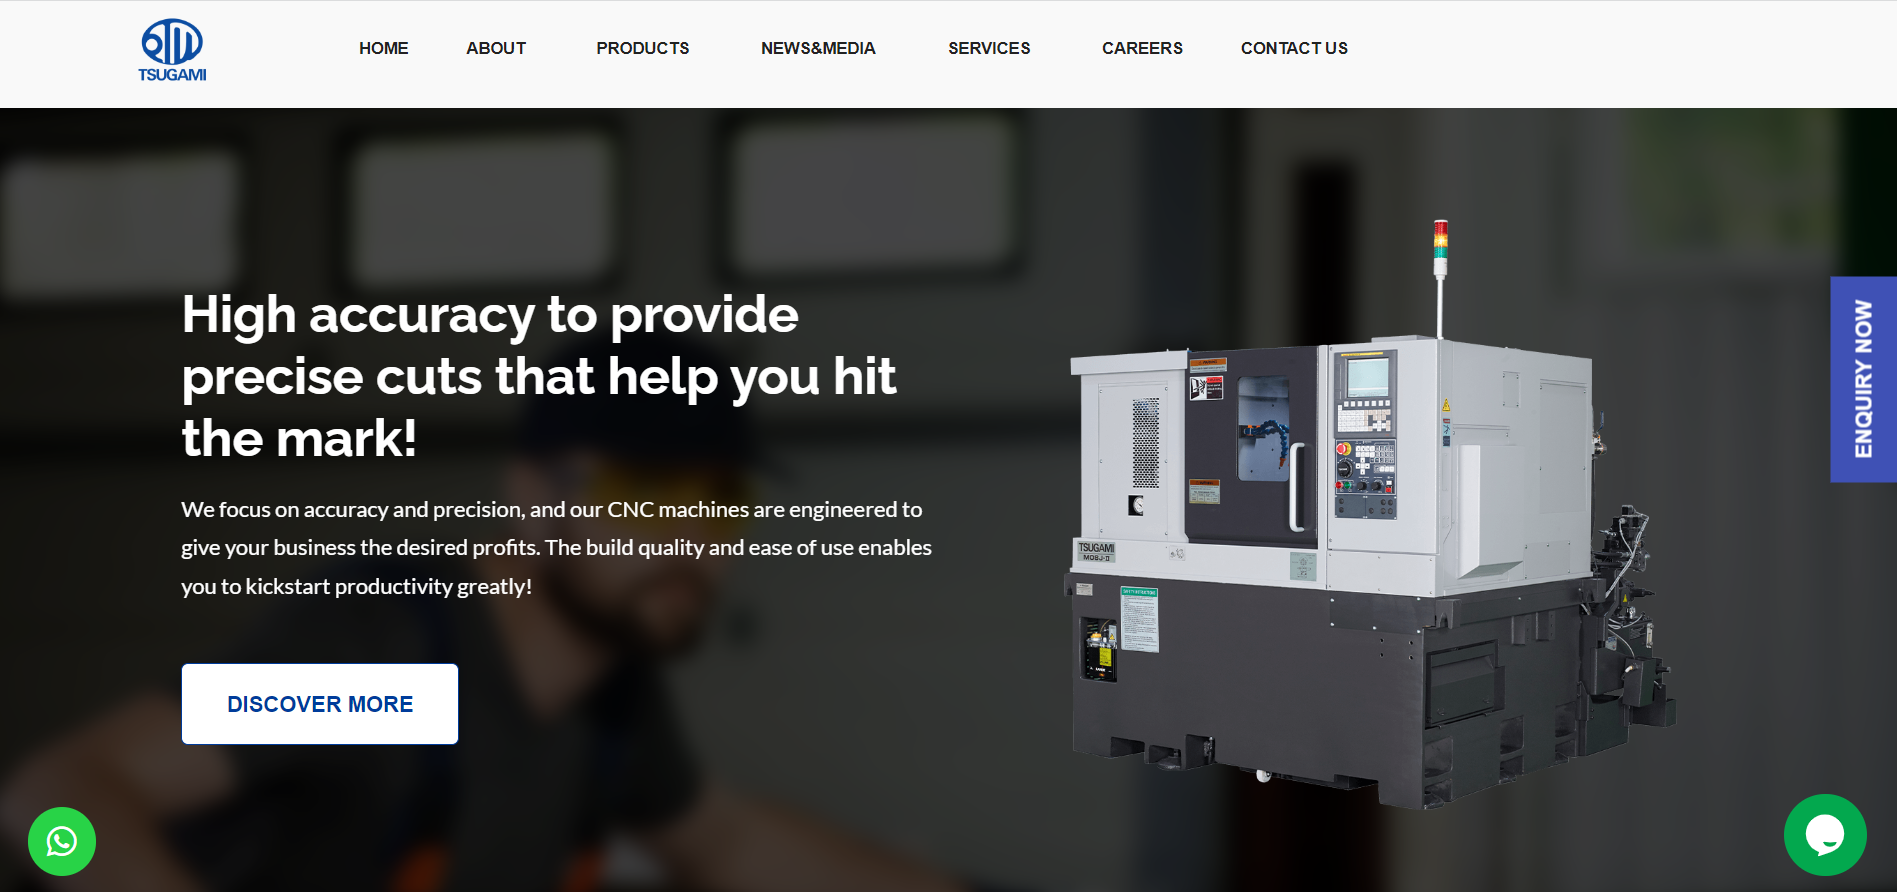 TSUGAMI
HOME ABOUT PRODUCTS NEWS&MEDIA SERVICES CAREERS CONTACT US
High accuracy to provide
precise cuts that help you hit
the mark!
We focus on accuracy and precision, and our CNC machines are engineered to
give your business the desired profits. The build quality and ease of use enables
you to kickstart productivity greatly!
DISCOVER MORE
ENQUIRY NOW
TSUGAMI